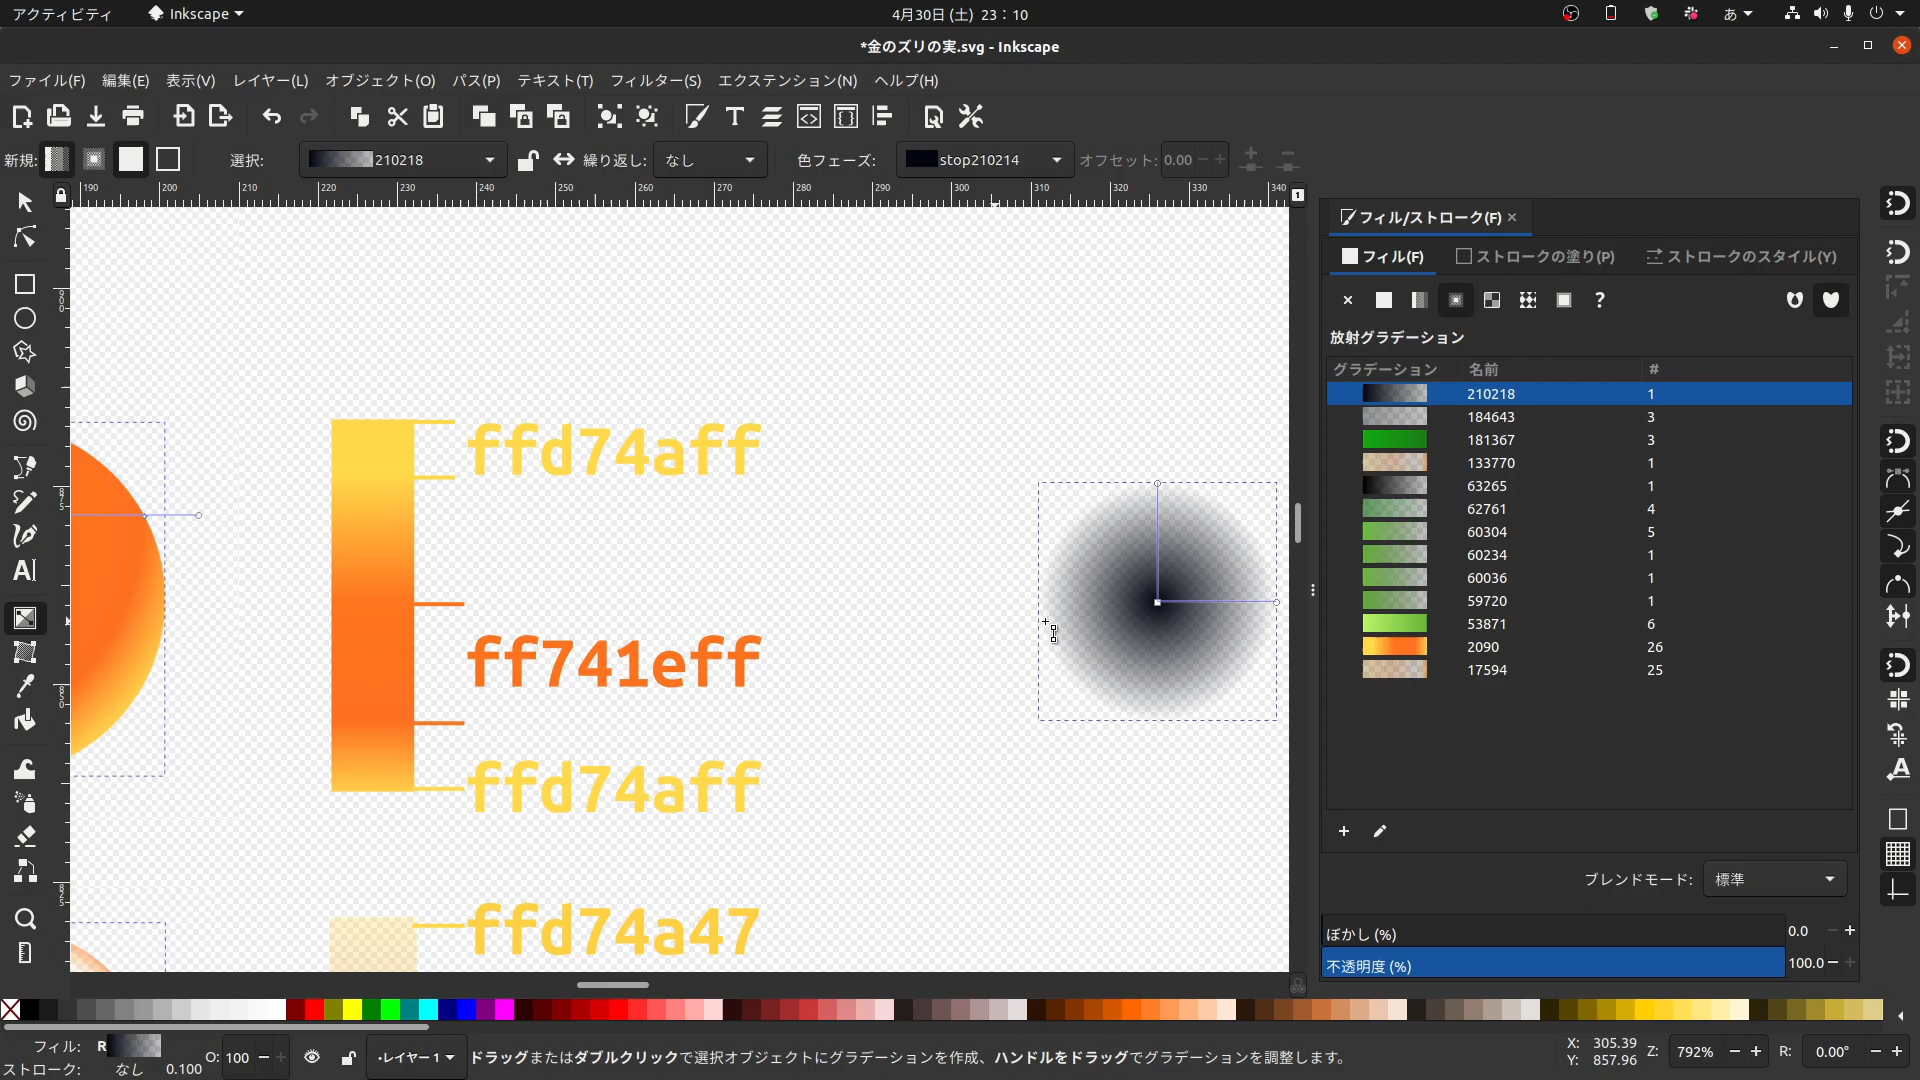 アクティビティ Inkscape 4月30日 (土) 23：10 あ
*金のズリの実.svg - Inkscape
ファイル(F) 編集(E) 表示(V) レイヤー(L) オブジェクト(O) パス(P) テキスト(T) フィルター(S) エクステンション(N) ヘルプ(H)
新規: 選択: 210218 繰り返し: なし 色フェーズ: stop210214 オフセット: 0.00
190 200 210 220 230 240 250 260 270 280 290 300 310 320 330 340 1
900
875
850
825
ffd74aff
ff741eff
ffd74aff
ffd74a47
フィル/ストローク(F)
フィル(F) ストロークの塗り(P) ストロークのスタイル(Y)
?
放射グラデーション
グラデーション 名前 #
210218 1
184643 3
181367 3
133770 1
63265 1
62761 4
60304 5
60234 1
60036 1
59720 1
53871 6
2090 26
17594 25
ブレンドモード: 標準
ぼかし (%) 0.0
不透明度 (%) 100.0
フィル: R O: 100 •レイヤー 1 ドラッグまたはダブルクリックで選択オブジェクトにグラデーションを作成、ハンドルをドラッグでグラデーションを調整します。 X: 305.39 Z: 792% R: 0.00°
ストローク: なし 0.100 Y: 857.96